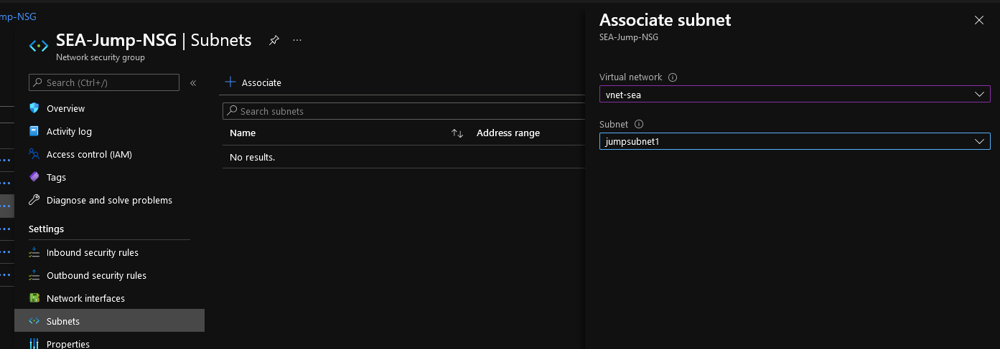 mp-NSG
SEA-Jump-NSG | Subnets
Network security group
Search (Ctrl+/)
Overview
Activity log
Access control (IAM)
Tags
Diagnose and solve problems
Settings
Inbound security rules
Outbound security rules
Network interfaces
Subnets
Properties
Associate
Search subnets
Name Address range
No results.
Associate subnet
SEA-Jump-NSG
Virtual network
vnet-sea
Subnet
jumpsubnet1